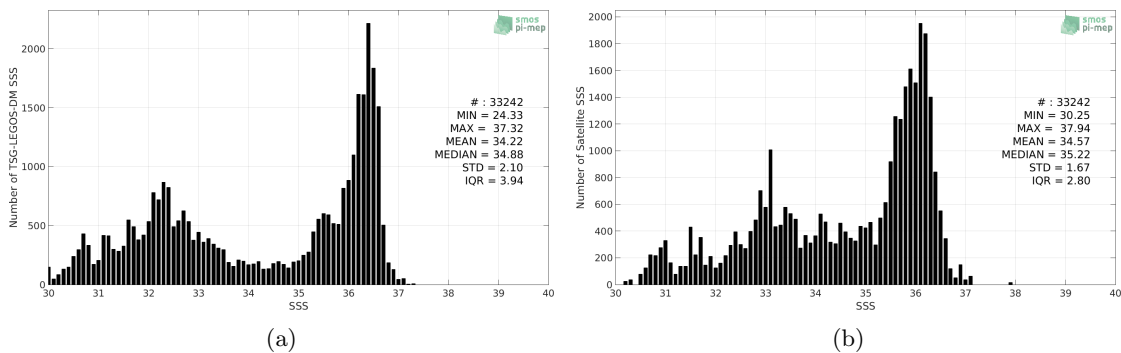 smos
pi-mep
Number of TSG-LEGOS-DM SSS
2000
1500
1000
500
0
# : 33242
MIN = 24.33
MAX = 37.32
MEAN = 34.22
MEDIAN = 34.88
STD = 2.10
IQR = 3.94
30 31 32 33 34 35 36 37 38 39 40
SSS
(a)
smos
pi-mep
Number of Satellite SSS
2000
1800
1600
1400
1200
1000
800
600
400
200
0
# : 33242
MIN = 30.25
MAX = 37.94
MEAN = 34.57
MEDIAN = 35.22
STD = 1.67
IQR = 2.80
30 31 32 33 34 35 36 37 38 39 40
SSS
(b)